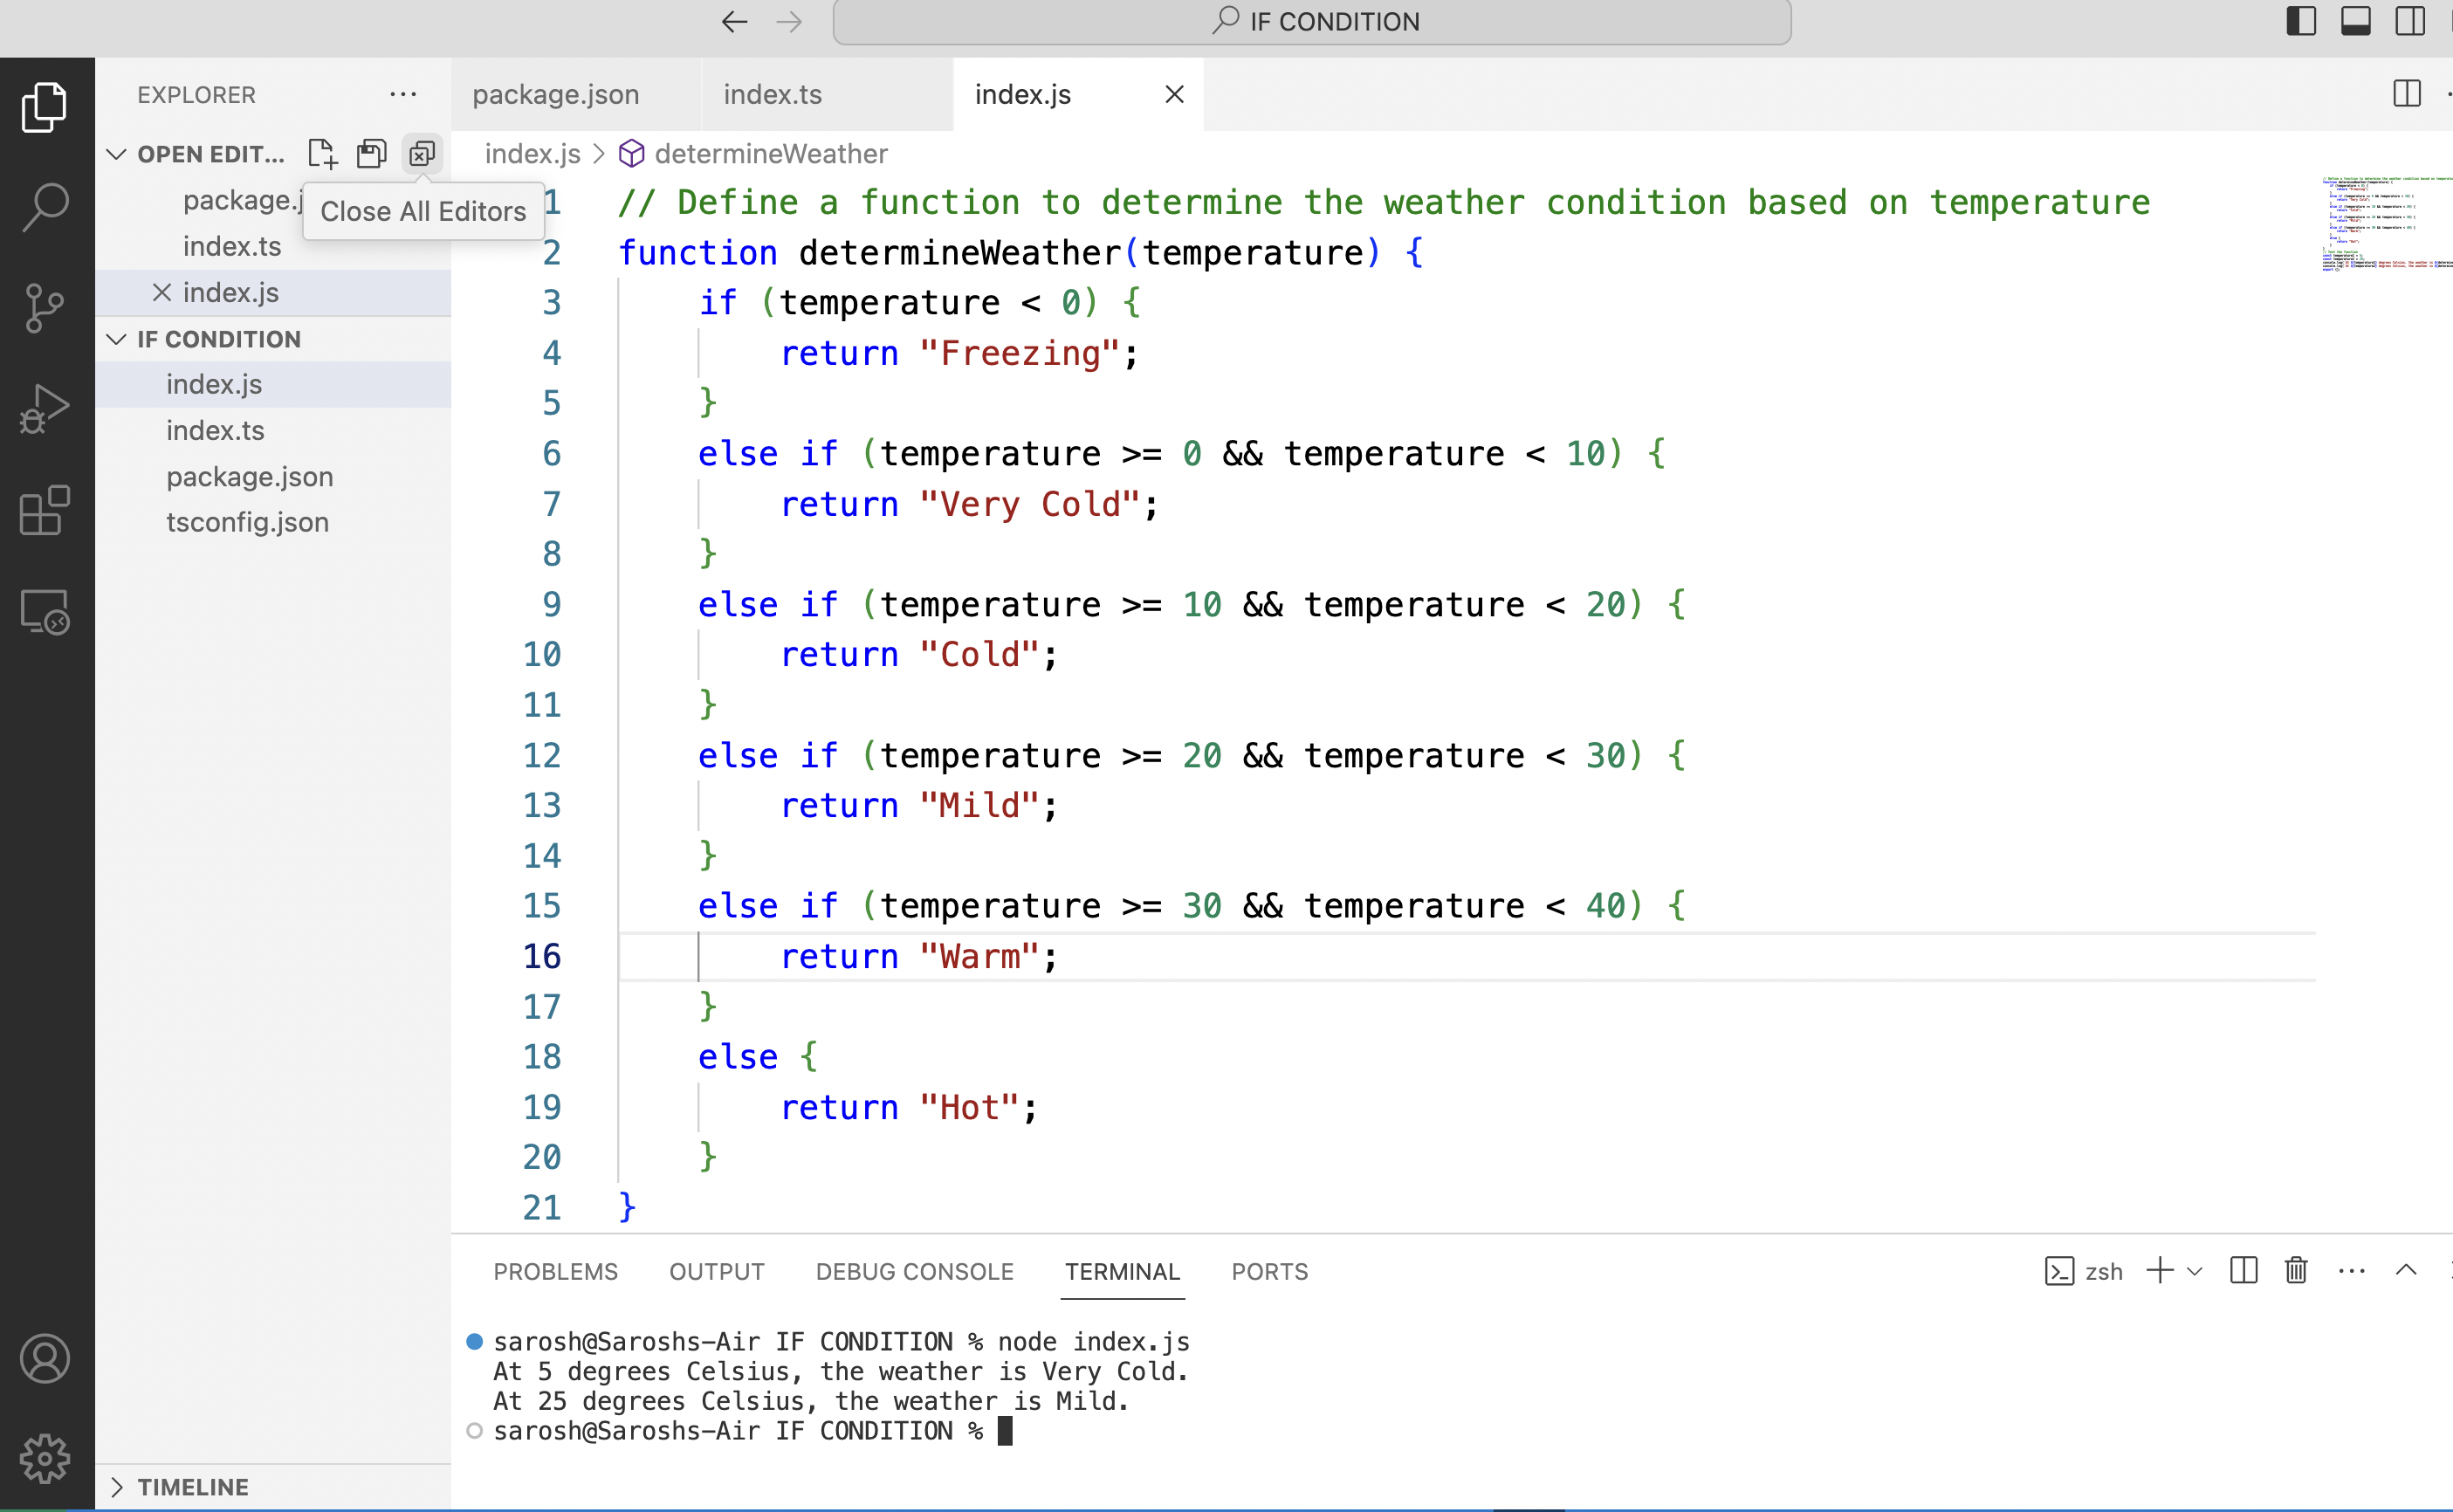 IF CONDITION
EXPLORER
package.json
index.ts
index.js
OPEN EDIT...
index.js > determineWeather
package.j
Close All Editors
index.ts
index.js
IF CONDITION
index.js
index.ts
package.json
tsconfig.json
TIMELINE
1 // Define a function to determine the weather condition based on temperature
2 function determineWeather(temperature) {
3 if (temperature < 0) {
4 return "Freezing";
5 }
6 else if (temperature >= 0 && temperature < 10) {
7 return "Very Cold";
8 }
9 else if (temperature >= 10 && temperature < 20) {
10 return "Cold";
11 }
12 else if (temperature >= 20 && temperature < 30) {
13 return "Mild";
14 }
15 else if (temperature >= 30 && temperature < 40) {
16 return "Warm";
17 }
18 else {
19 return "Hot";
20 }
21 }
PROBLEMS OUTPUT DEBUG CONSOLE TERMINAL PORTS
zsh
sarosh@Saroshs-Air IF CONDITION % node index.js
At 5 degrees Celsius, the weather is Very Cold.
At 25 degrees Celsius, the weather is Mild.
sarosh@Saroshs-Air IF CONDITION %